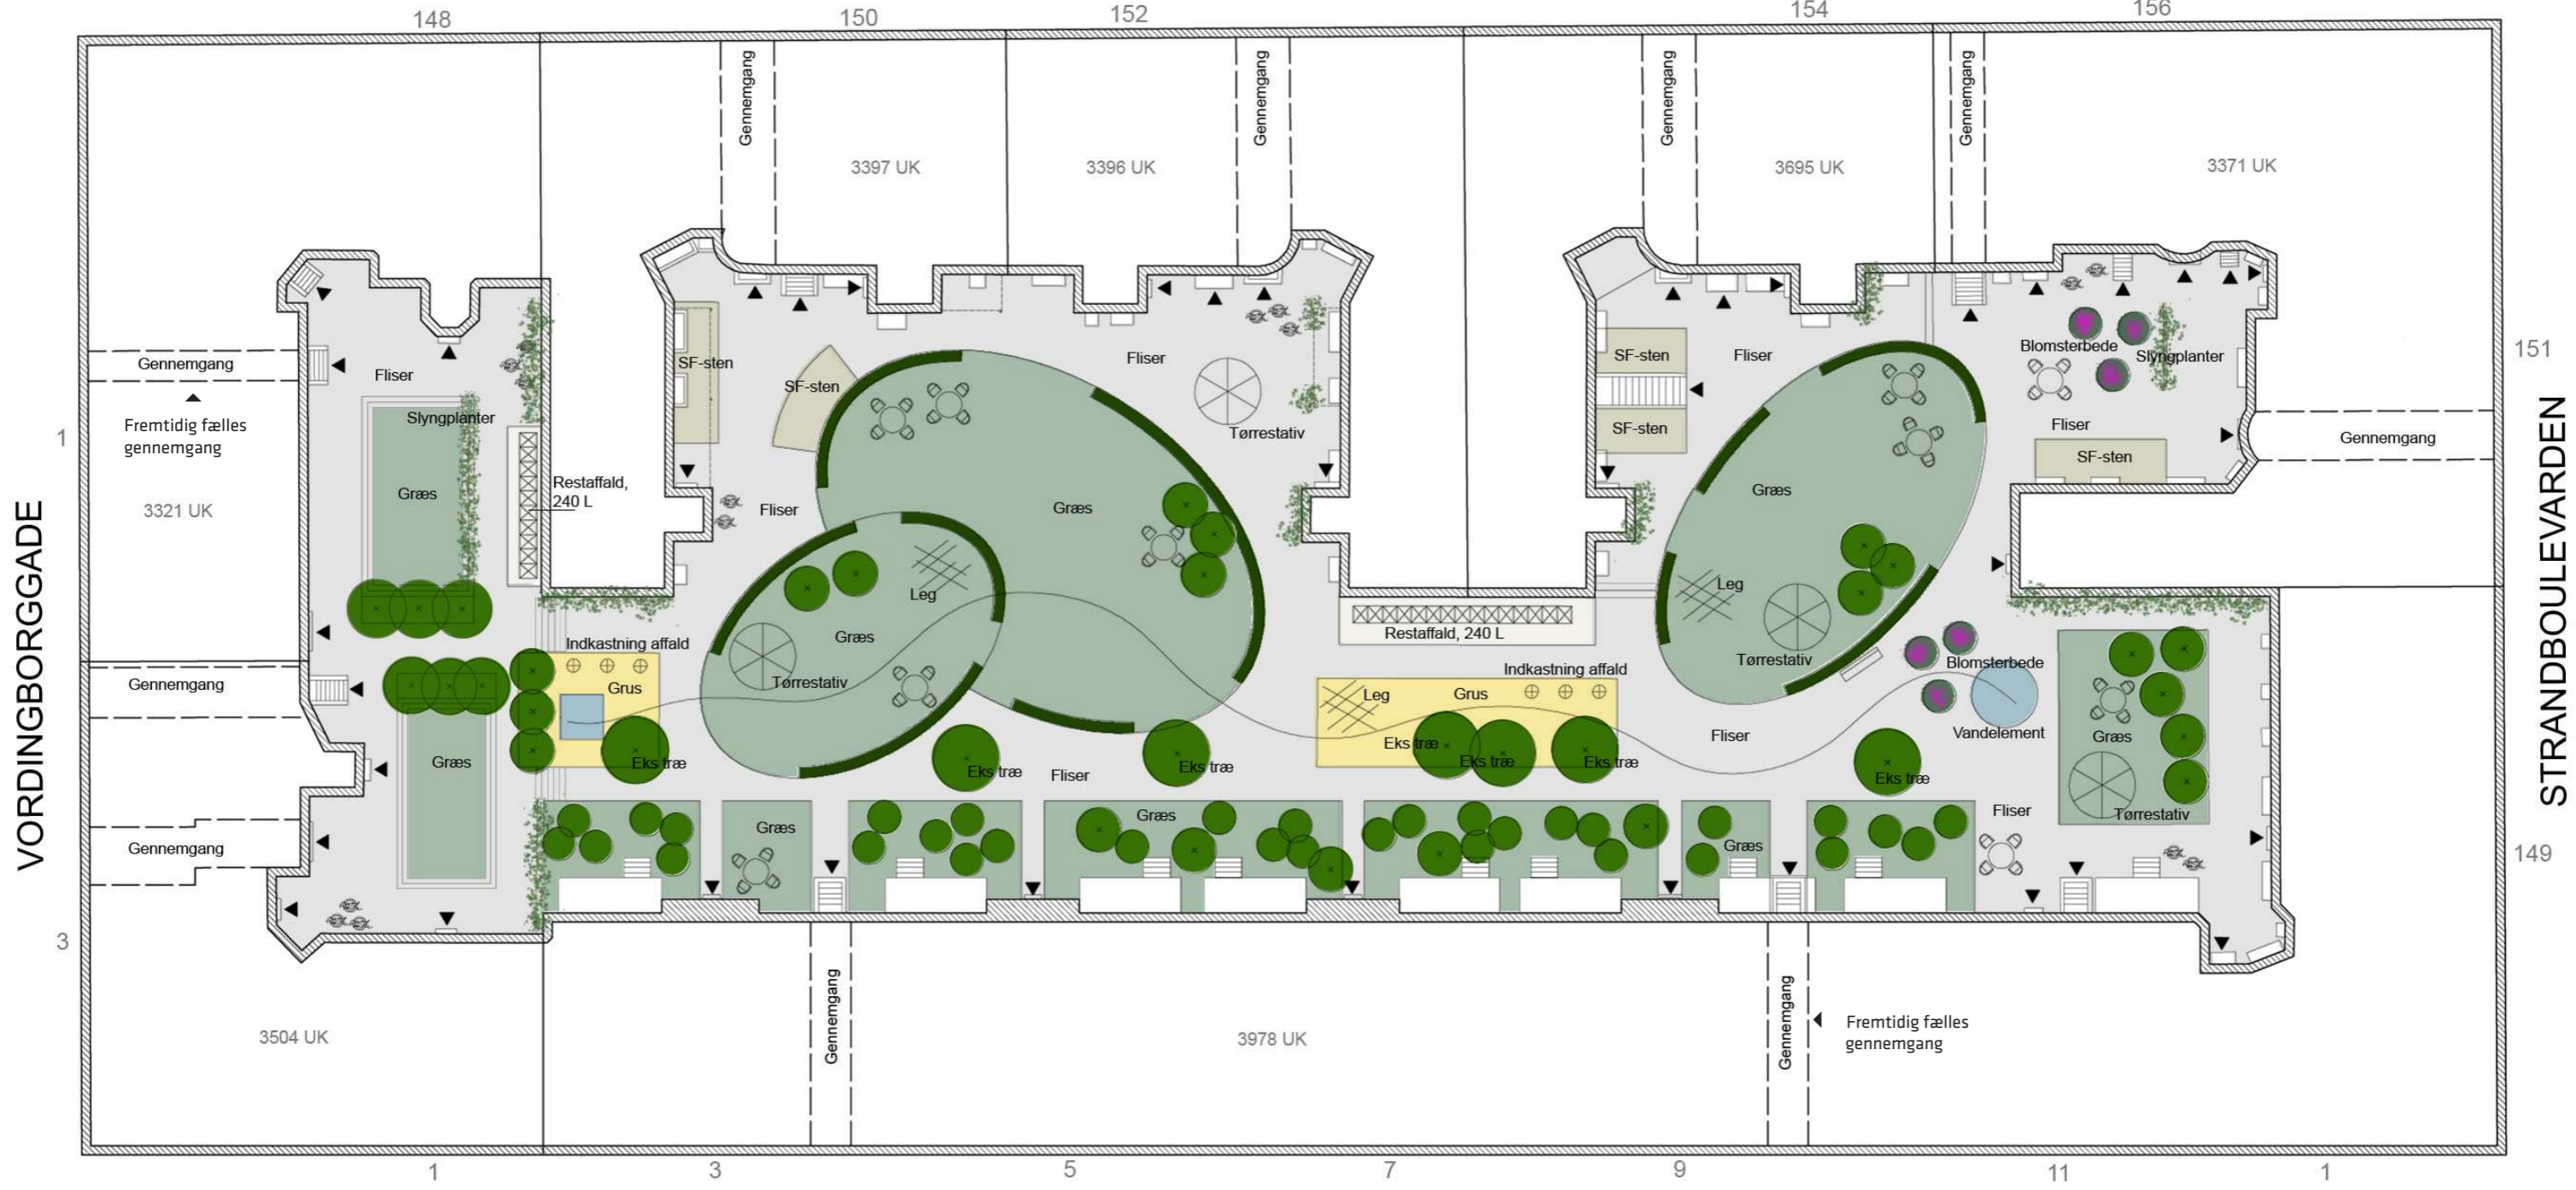 148
150
152
154
156
Gennemgang
Gennemgang
Gennemgang
Gennemgang
3397 UK
3396 UK
3695 UK
3371 UK
Gennemgang
Fremtidig fælles
gennemgang
1
3321 UK
VORDINGBORGGADE
Gennemgang
Gennemgang
3
Fliser
Slyngplanter
Græs
Restaffald,
240 L
Græs
SF-sten
SF-sten
Fliser
Fliser
Tørrestativ
Græs
Leg
Græs
Tørrestativ
Indkastning affald
Grus
Eks træ
Eks træ
Fliser
Eks træ
Restaffald, 240 L
Indkastning affald
Leg
Grus
Eks træ
Eks træ
Eks træ
SF-sten
SF-sten
Fliser
Græs
Leg
Tørrestativ
Fliser
Blomsterbede
Slyngplanter
Fliser
SF-sten
Gennemgang
151
STRANDBOULEVARDEN
149
Blomsterbede
Vandelement
Eks træ
Græs
Fliser
Tørrestativ
Græs
Græs
Græs
3504 UK
Gennemgang
3978 UK
Gennemgang
Fremtidig fælles
gennemgang
1
3
5
7
9
11
1